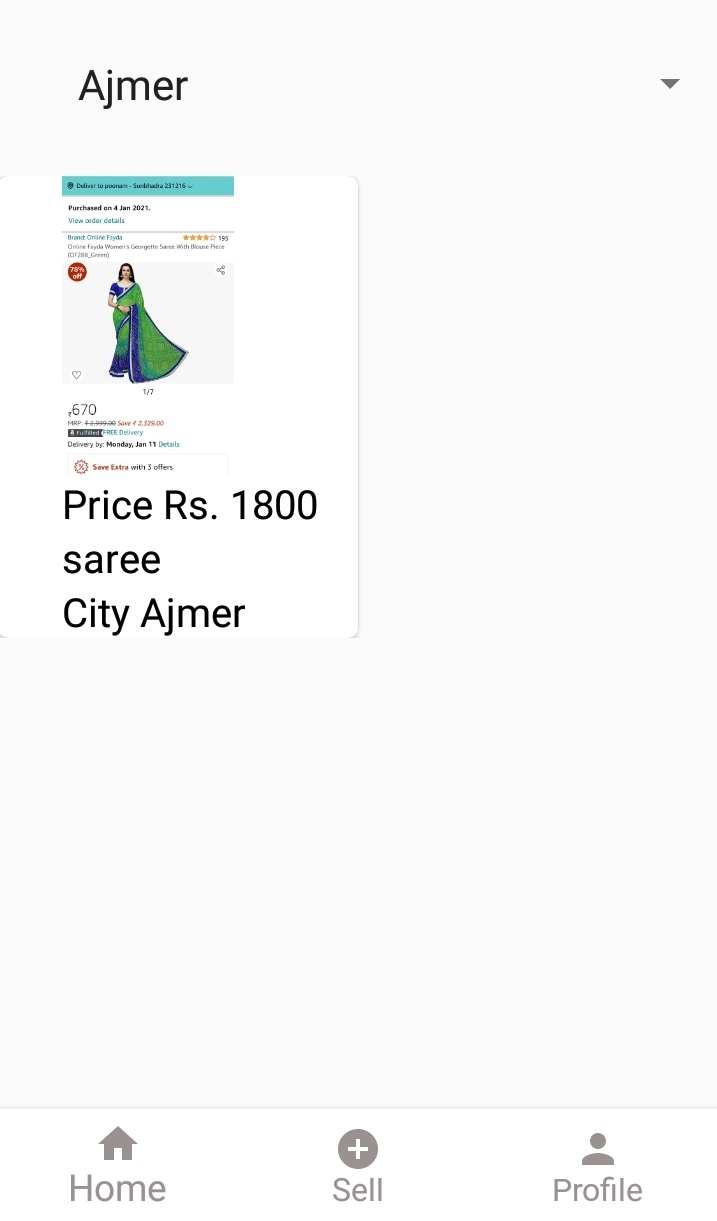 Ajmer
Deliver to poonam - Sonbhadra 231216
Purchased on 4 Jan 2021.
View order details
Brand: Online Fayda
195
Online Fayda Women's Georgette Saree With Blouse Piece
(OF288_Green)
78%
off
1/7
₹670
MRP: ₹ 2,999.00 Save ₹ 2,329.00
Fulfilled FREE Delivery
Delivery by: Monday, Jan 11 Details
Save Extra with 3 offers
Price Rs. 1800
saree
City Ajmer
Home
Sell
Profile